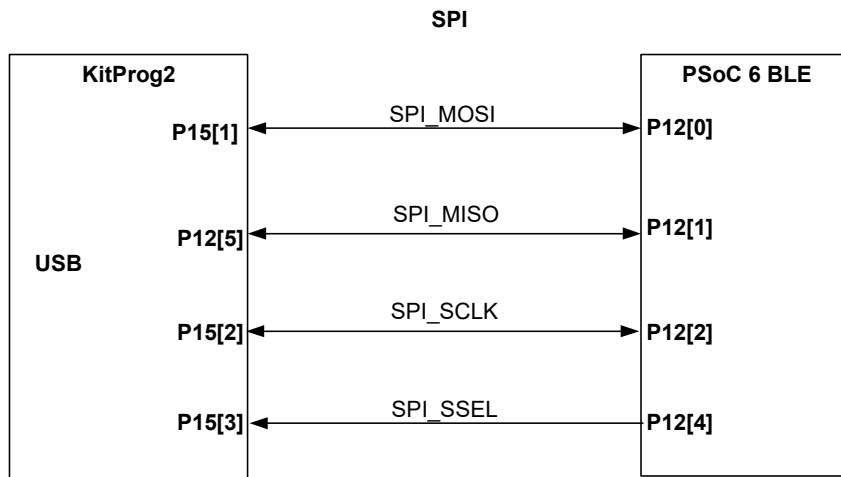 SPI
KitProg2
PSoC 6 BLE
P15[1]
SPI_MOSI
P12[0]
P12[5]
SPI_MISO
P12[1]
USB
P15[2]
SPI_SCLK
P12[2]
P15[3]
SPI_SSEL
P12[4]